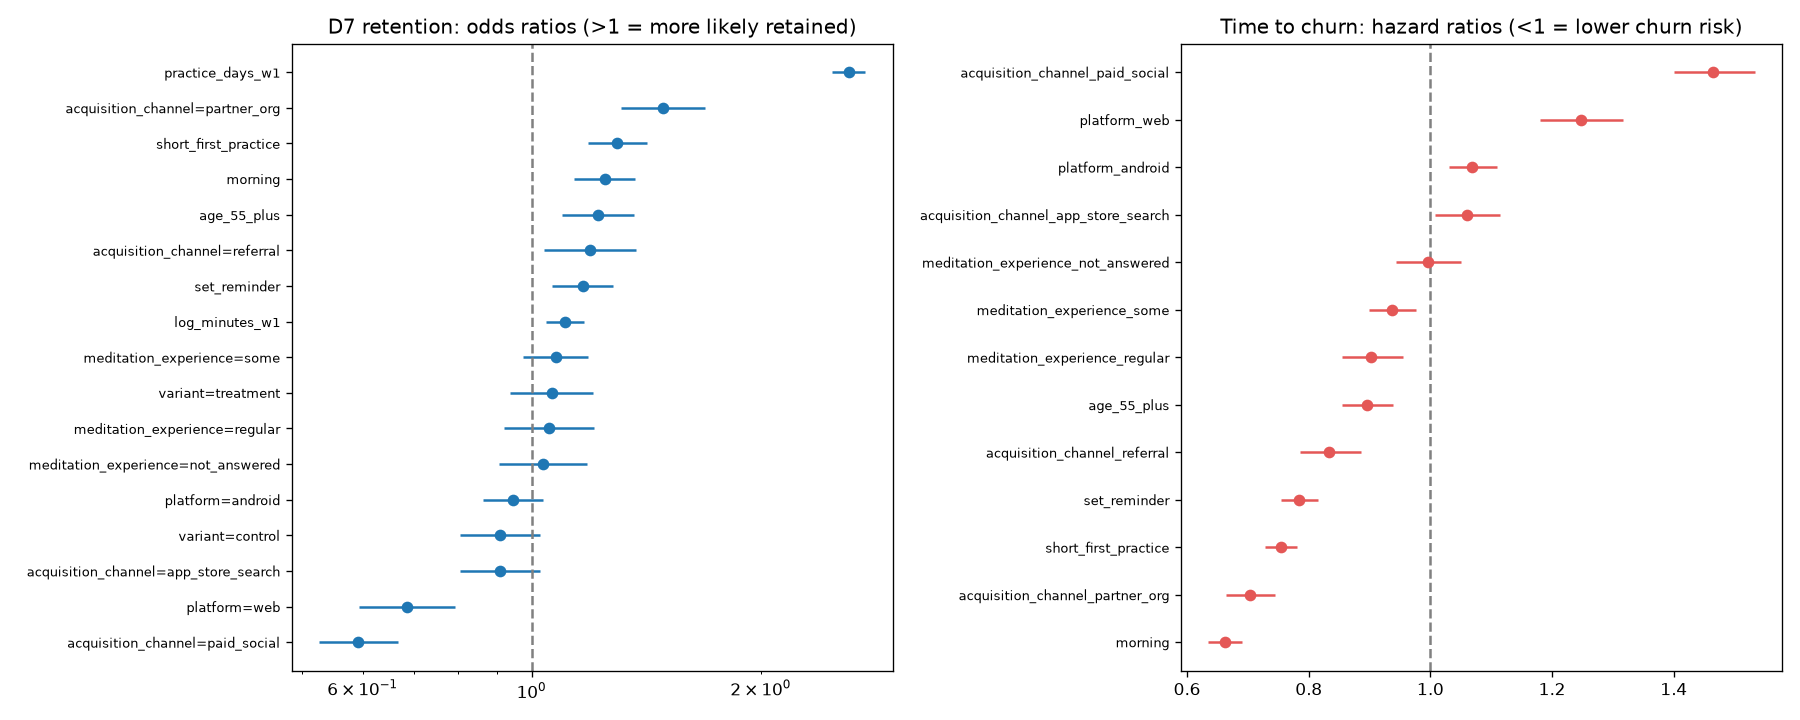 D7 retention: odds ratios (>1 = more likely retained)
practice_days_w1
acquisition_channel=partner_org
short_first_practice
morning
age_55_plus
acquisition_channel=referral
set_reminder
log_minutes_w1
meditation_experience=some
variant=treatment
meditation_experience=regular
meditation_experience=not_answered
platform=android
variant=control
acquisition_channel=app_store_search
platform=web
acquisition_channel=paid_social
6 × 10⁻¹ 10⁰ 2 × 10⁰
Time to churn: hazard ratios (<1 = lower churn risk)
acquisition_channel_paid_social
platform_web
platform_android
acquisition_channel_app_store_search
meditation_experience_not_answered
meditation_experience_some
meditation_experience_regular
age_55_plus
acquisition_channel_referral
set_reminder
short_first_practice
acquisition_channel_partner_org
morning
0.6 0.8 1.0 1.2 1.4